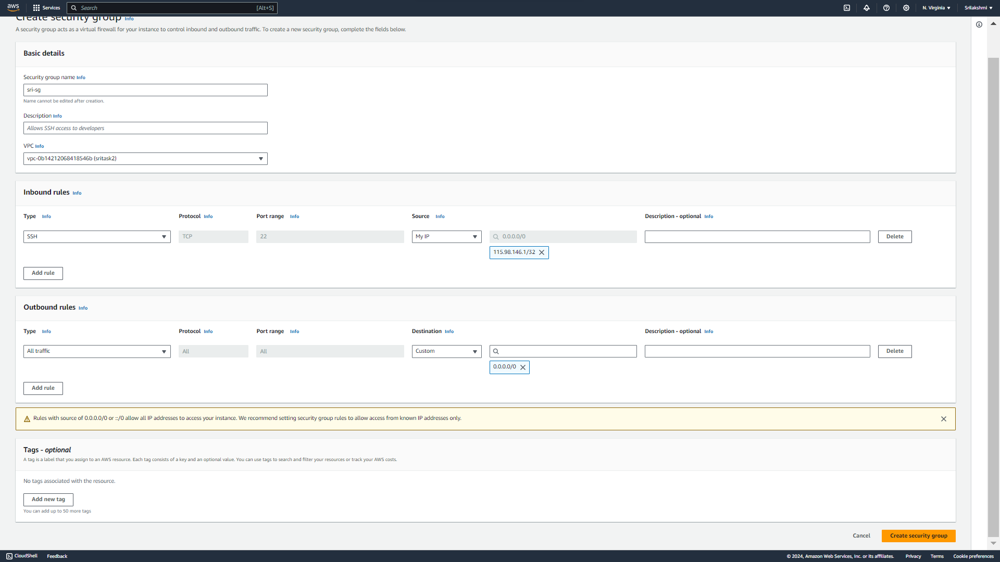 aws Services Search [Alt+S] N. Virginia Srilakshmi
Create security group Info
A security group acts as a virtual firewall for your instance to control inbound and outbound traffic. To create a new security group, complete the fields below.
Basic details
Security group name Info
sri-sg
Name cannot be edited after creation.
Description Info
Allows SSH access to developers
VPC Info
vpc-0b14212068418546b (sritask2)
Inbound rules Info
Type Info Protocol Info Port range Info Source Info Description - optional Info
SSH TCP 22 My IP 0.0.0.0/0 Delete
115.98.146.1/32
Add rule
Outbound rules Info
Type Info Protocol Info Port range Info Destination Info Description - optional Info
All traffic All All Custom Delete
0.0.0.0/0
Add rule
Rules with source of 0.0.0.0/0 or ::/0 allow all IP addresses to access your instance. We recommend setting security group rules to allow access from known IP addresses only.
Tags - optional
A tag is a label that you assign to an AWS resource. Each tag consists of a key and an optional value. You can use tags to search and filter your resources or track your AWS costs.
No tags associated with the resource.
Add new tag
You can add up to 50 more tags
Cancel Create security group
CloudShell Feedback © 2024, Amazon Web Services, Inc. or its affiliates. Privacy Terms Cookie preferences